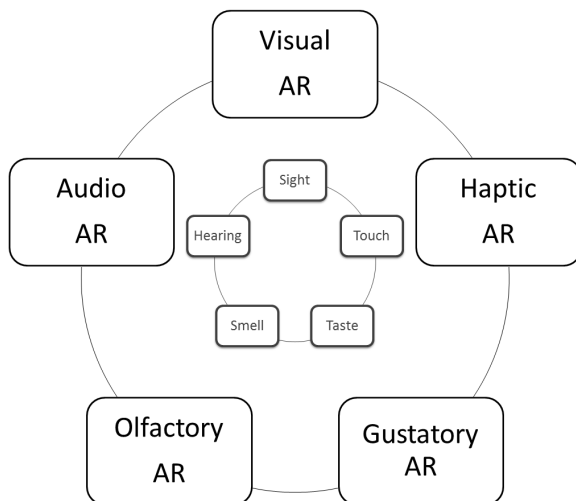 Visual
AR
Audio
AR
Haptic
AR
Sight
Hearing
Touch
Smell
Taste
Olfactory
AR
Gustatory
AR